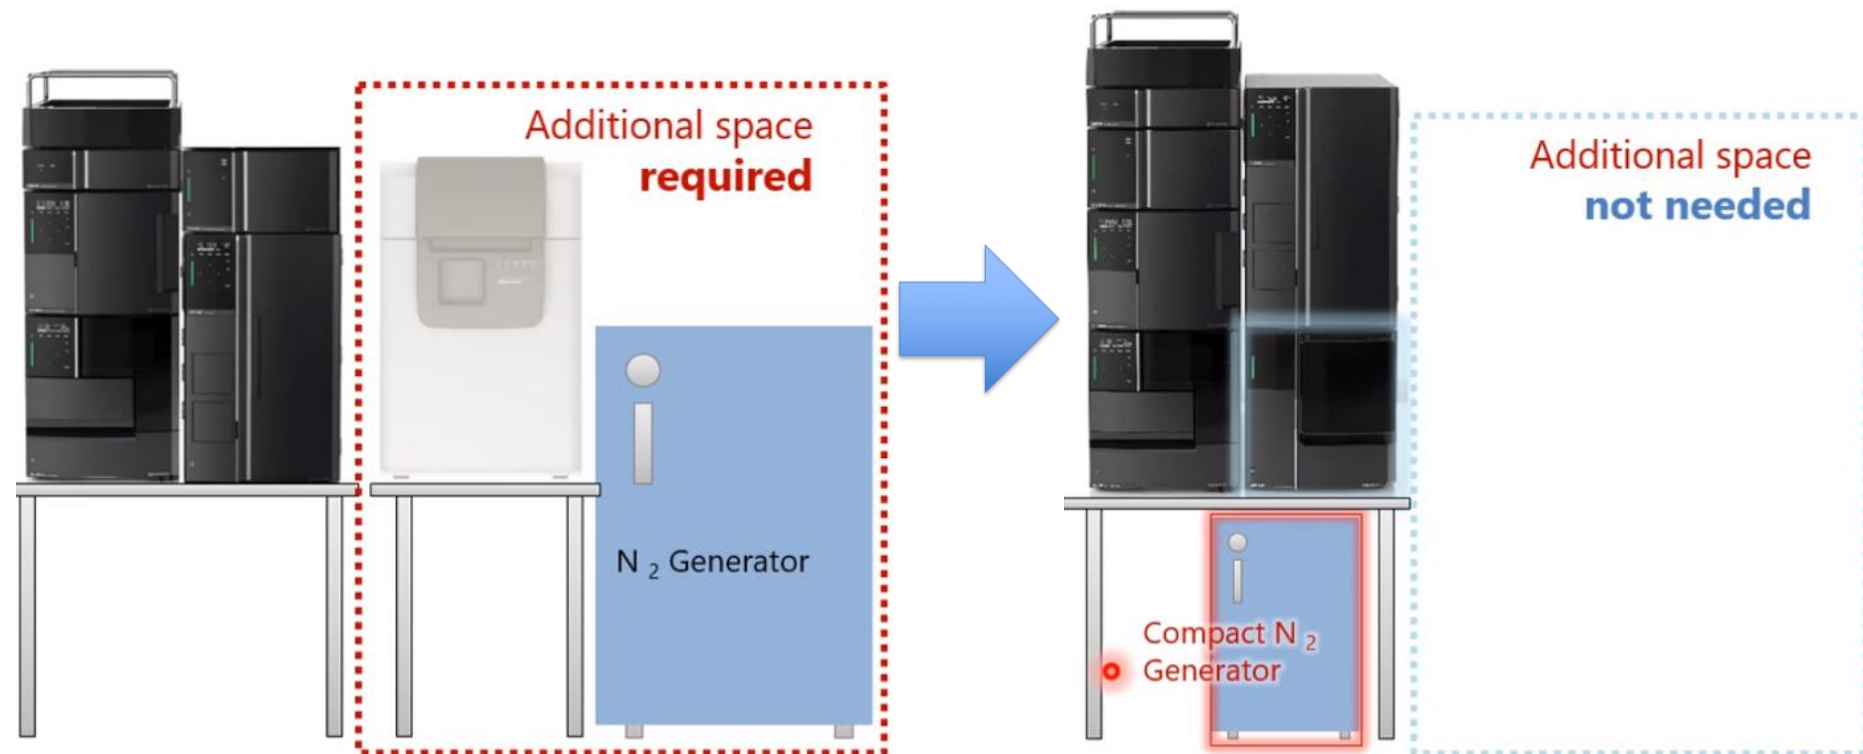 Additional space
required
N 2 Generator
Additional space
not needed
Compact N 2
Generator